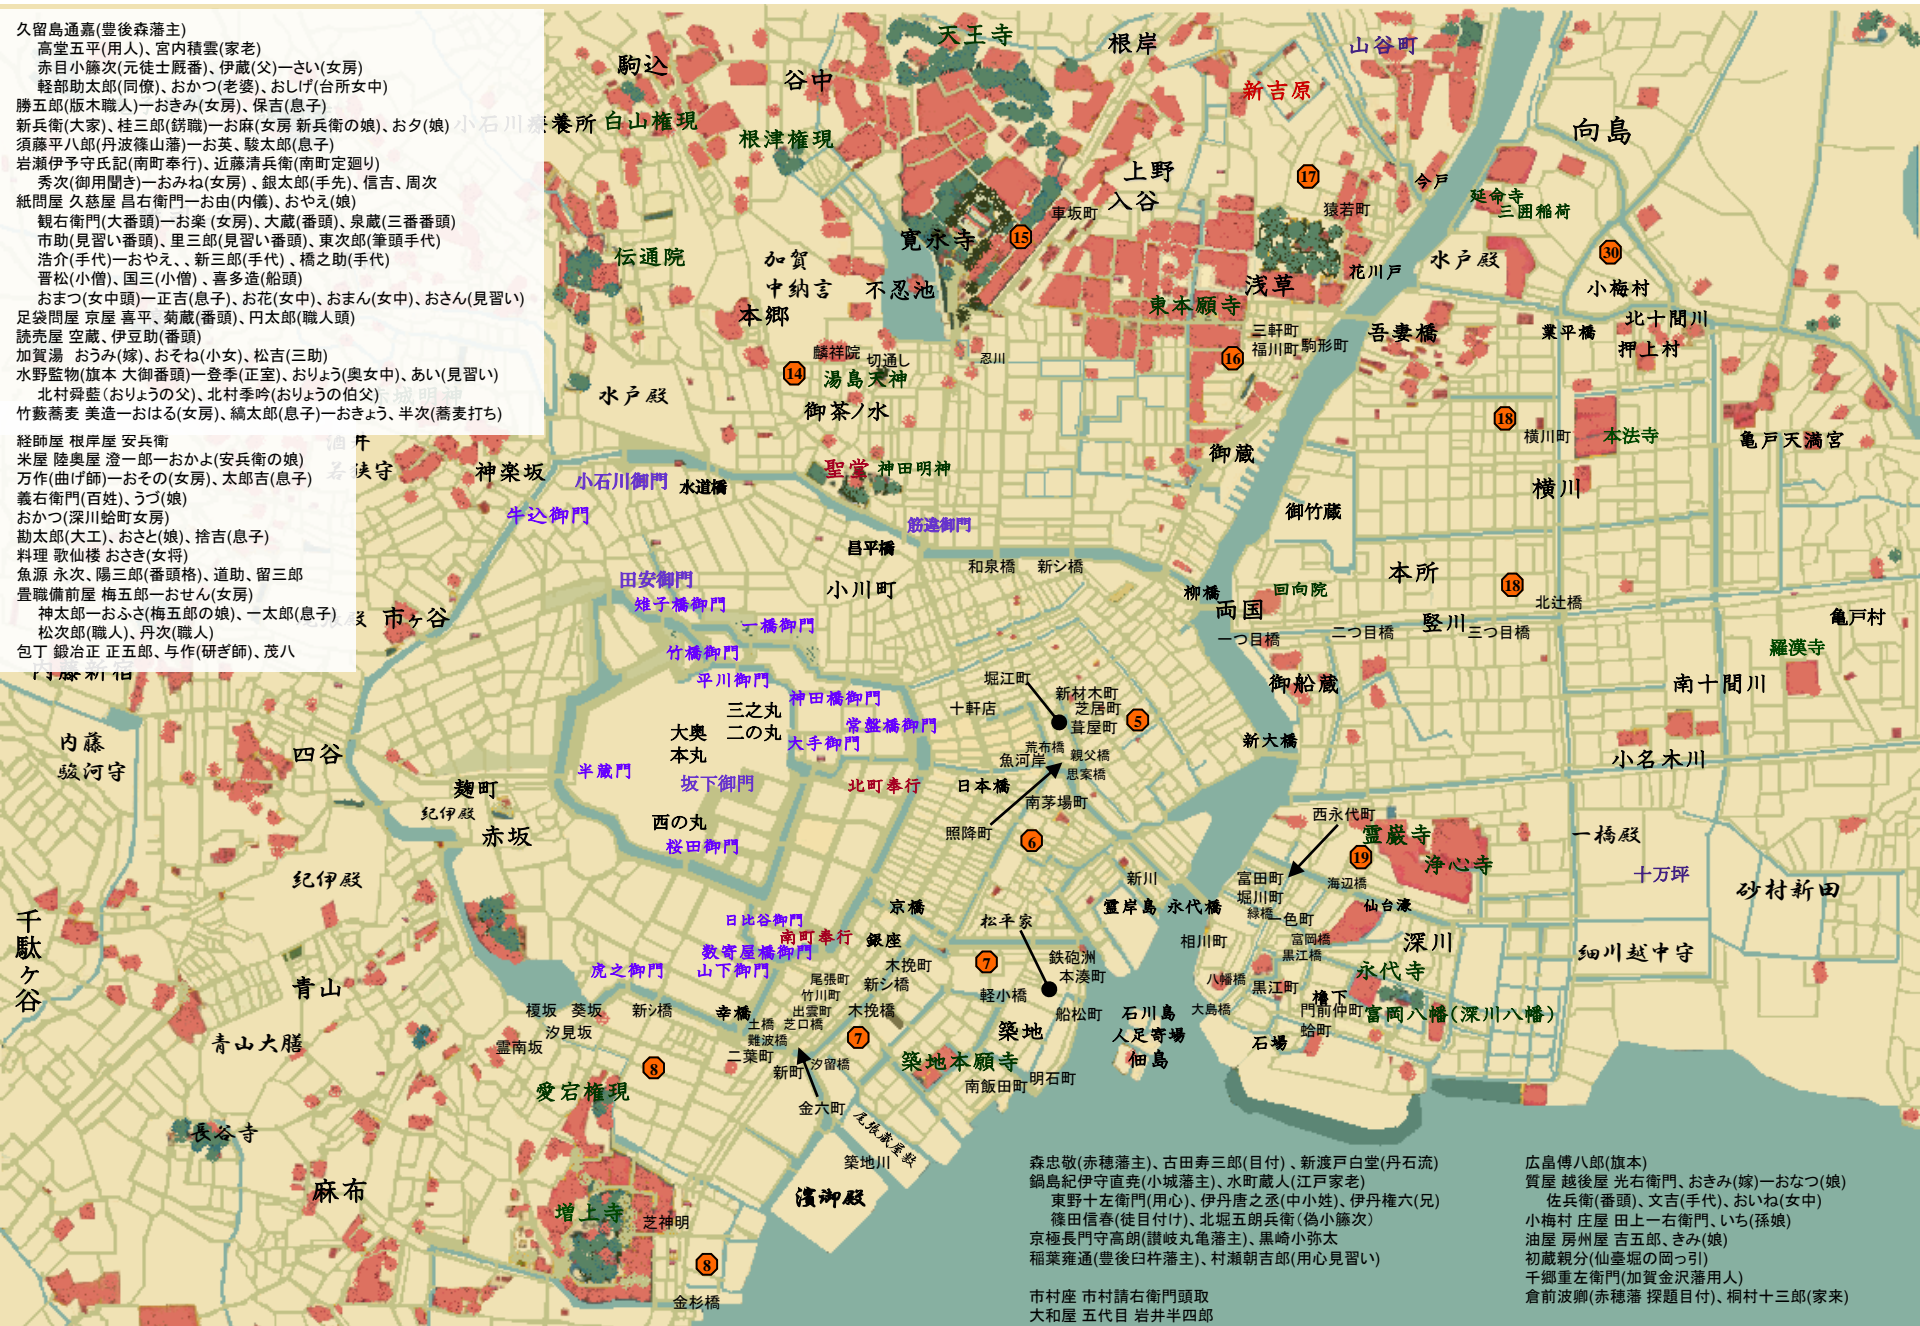 久留島通嘉(豊後森藩主)
高堂五平(用人)、宮内積雲(家老)
赤目小籐次(元徒士厩番)、伊蔵(父)ーさい(女房)
軽部助太郎(同僚)、おかつ(老婆)、おしげ(台所女中)
勝五郎(版木職人)ーおきみ(女房)、保吉(息子)
新兵衛(大家)、桂三郎(錺職)ーお麻(女房 新兵衛の娘)、お夕(娘)
須藤平八郎(丹波篠山藩)ーお英、駿太郎(息子)
岩瀬伊予守氏記(南町奉行)、近藤清兵衛(南町定廻り)
秀次(御用聞き)ーおみね(女房)、銀太郎(手先)、信吉、周次
紙問屋 久慈屋 昌右衛門ーお由(内儀)、おやえ(娘)
観右衛門(大番頭)ーお楽(女房)、大蔵(番頭)、泉蔵(三番番頭)
市助(見習い番頭)、里三郎(見習い番頭)、東次郎(筆頭手代)
浩介(手代)ーおやえ、、新三郎(手代)、橋之助(手代)
晋松(小僧)、国三(小僧)、喜多造(船頭)
おまつ(女中頭)ー正吉(息子)、お花(女中)、おまん(女中)、おさん(見習い)
足袋問屋 京屋 喜平、菊蔵(番頭)、円太郎(職人頭)
読売屋 空蔵、伊豆助(番頭)
加賀湯 おうみ(嫁)、おそね(小女)、松吉(三助)
水野監物(旗本 大御番頭)ー登季(正室)、おりょう(奥女中)、あい(見習い)
北村舜藍(おりょうの父)、北村季吟(おりょうの伯父)
竹藪蕎麦 美造ーおはる(女房)、縞太郎(息子)ーおきょう、半次(蕎麦打ち)
経師屋 根岸屋 安兵衛
米屋 陸奥屋 澄一郎ーおかよ(安兵衛の娘)
万作(曲げ師)ーおその(女房)、太郎吉(息子)
義右衛門(百姓)、うづ(娘)
おかつ(深川蛤町女房)
勘太郎(大工)、おさと(娘)、捨吉(息子)
料理 歌仙楼 おさき(女将)
魚源 永次、陽三郎(番頭格)、道助、留三郎
畳職備前屋 梅五郎ーおせん(女房)
神太郎ーおふさ(梅五郎の娘)、一太郎(息子)
松次郎(職人)、丹次(職人)
包丁 鍛冶正 正五郎、与作(研ぎ師)、茂八
天王寺
根岸
山谷町
駒込
谷中
新吉原
小石川養養所
白山権現
根津権現
向島
上野
入谷
17
今戸
延命寺
三囲稲荷
車坂町
猿若町
寛永寺
15
伝通院
加賀
中納言
不忍池
本郷
浅草
花川戸
水戸殿
30
小梅村
東本願寺
三軒町
福川町
駒形町
16
吾妻橋
業平橋
北十間川
押上村
麟祥院
切通し
忍川
14
湯島天神
水戸殿
御茶ノ水
18
横川町
本法寺
亀戸天満宮
御蔵
神楽坂
小石川御門
水道橋
聖堂
神田明神
横川
牛込御門
筋違御門
御竹蔵
昌平橋
和泉橋
新シ橋
田安御門
小川町
柳橋
両国
回向院
本所
18
北辻橋
雉子橋御門
市ヶ谷
一橋御門
一つ目橋
二つ目橋
竪川
三つ目橋
亀戸村
羅漢寺
竹橋御門
内藤新宿
平川御門
神田橋御門
堀江町
新材木町
芝居町
葺屋町
5
十軒店
御船蔵
南十間川
三之丸
二の丸
大奥
本丸
常盤橋御門
大手御門
荒布橋
魚河岸
親父橋
思案橋
新大橋
内藤
駿河守
四谷
半蔵門
坂下御門
北町奉行
日本橋
小名木川
麹町
紀伊殿
赤坂
西の丸
桜田御門
南茅場町
照降町
6
西永代町
霊巌寺
19
浄心寺
一橋殿
十万坪
砂村新田
紀伊殿
新川
霊岸島
永代橋
富田町
堀川町
海辺橋
緑橋
一色町
仙台濠
京橋
日比谷御門
南町奉行
銀座
松平家
千駄ヶ谷
数寄屋橋御門
山下御門
虎之御門
木挽町
新シ橋
7
鉄砲洲
本湊町
相川町
富岡橋
黒江橋
深川
細川越中守
永代寺
八幡橋
黒江町
櫓下
青山
尾張町
竹川町
出雲町
木挽橋
軽小橋
船松町
石川島
人足寄場
佃島
大島橋
門前仲町
蛤町
富岡八幡(深川八幡)
石場
榎坂
葵坂
新シ橋
汐見坂
霊南坂
幸橋
土橋
芝口橋
難波橋
二葉町
新町
7
汐留橋
築地
築地本願寺
南飯田町
明石町
青山大膳
8
愛宕権現
金六町
尾張蔵屋敷
長谷寺
築地川
麻布
濱御殿
増上寺
芝神明
8
金杉橋
森忠敬(赤穂藩主)、古田寿三郎(目付)、新渡戸白堂(丹石流)
鍋島紀伊守直尭(小城藩主)、水町蔵人(江戸家老)
東野十左衛門(用心)、伊丹唐之丞(中小姓)、伊丹権六(兄)
篠田信春(徒目付け)、北堀五朗兵衛(偽小籐次)
京極長門守高朗(讃岐丸亀藩主)、黒崎小弥太
稲葉雍通(豊後臼杵藩主)、村瀬朝吉郎(用心見習い)
市村座 市村請右衛門頭取
大和屋 五代目 岩井半四郎
広畠傳八郎(旗本)
質屋 越後屋 光右衛門、おきみ(嫁)ーおなつ(娘)
佐兵衛(番頭)、文吉(手代)、おいね(女中)
小梅村 庄屋 田上一右衛門、いち(孫娘)
油屋 房州屋 吉五郎、きみ(娘)
初蔵親分(仙臺堀の岡っ引)
千郷重左衛門(加賀金沢藩用人)
倉前波卿(赤穂藩 探題目付)、桐村十三郎(家来)